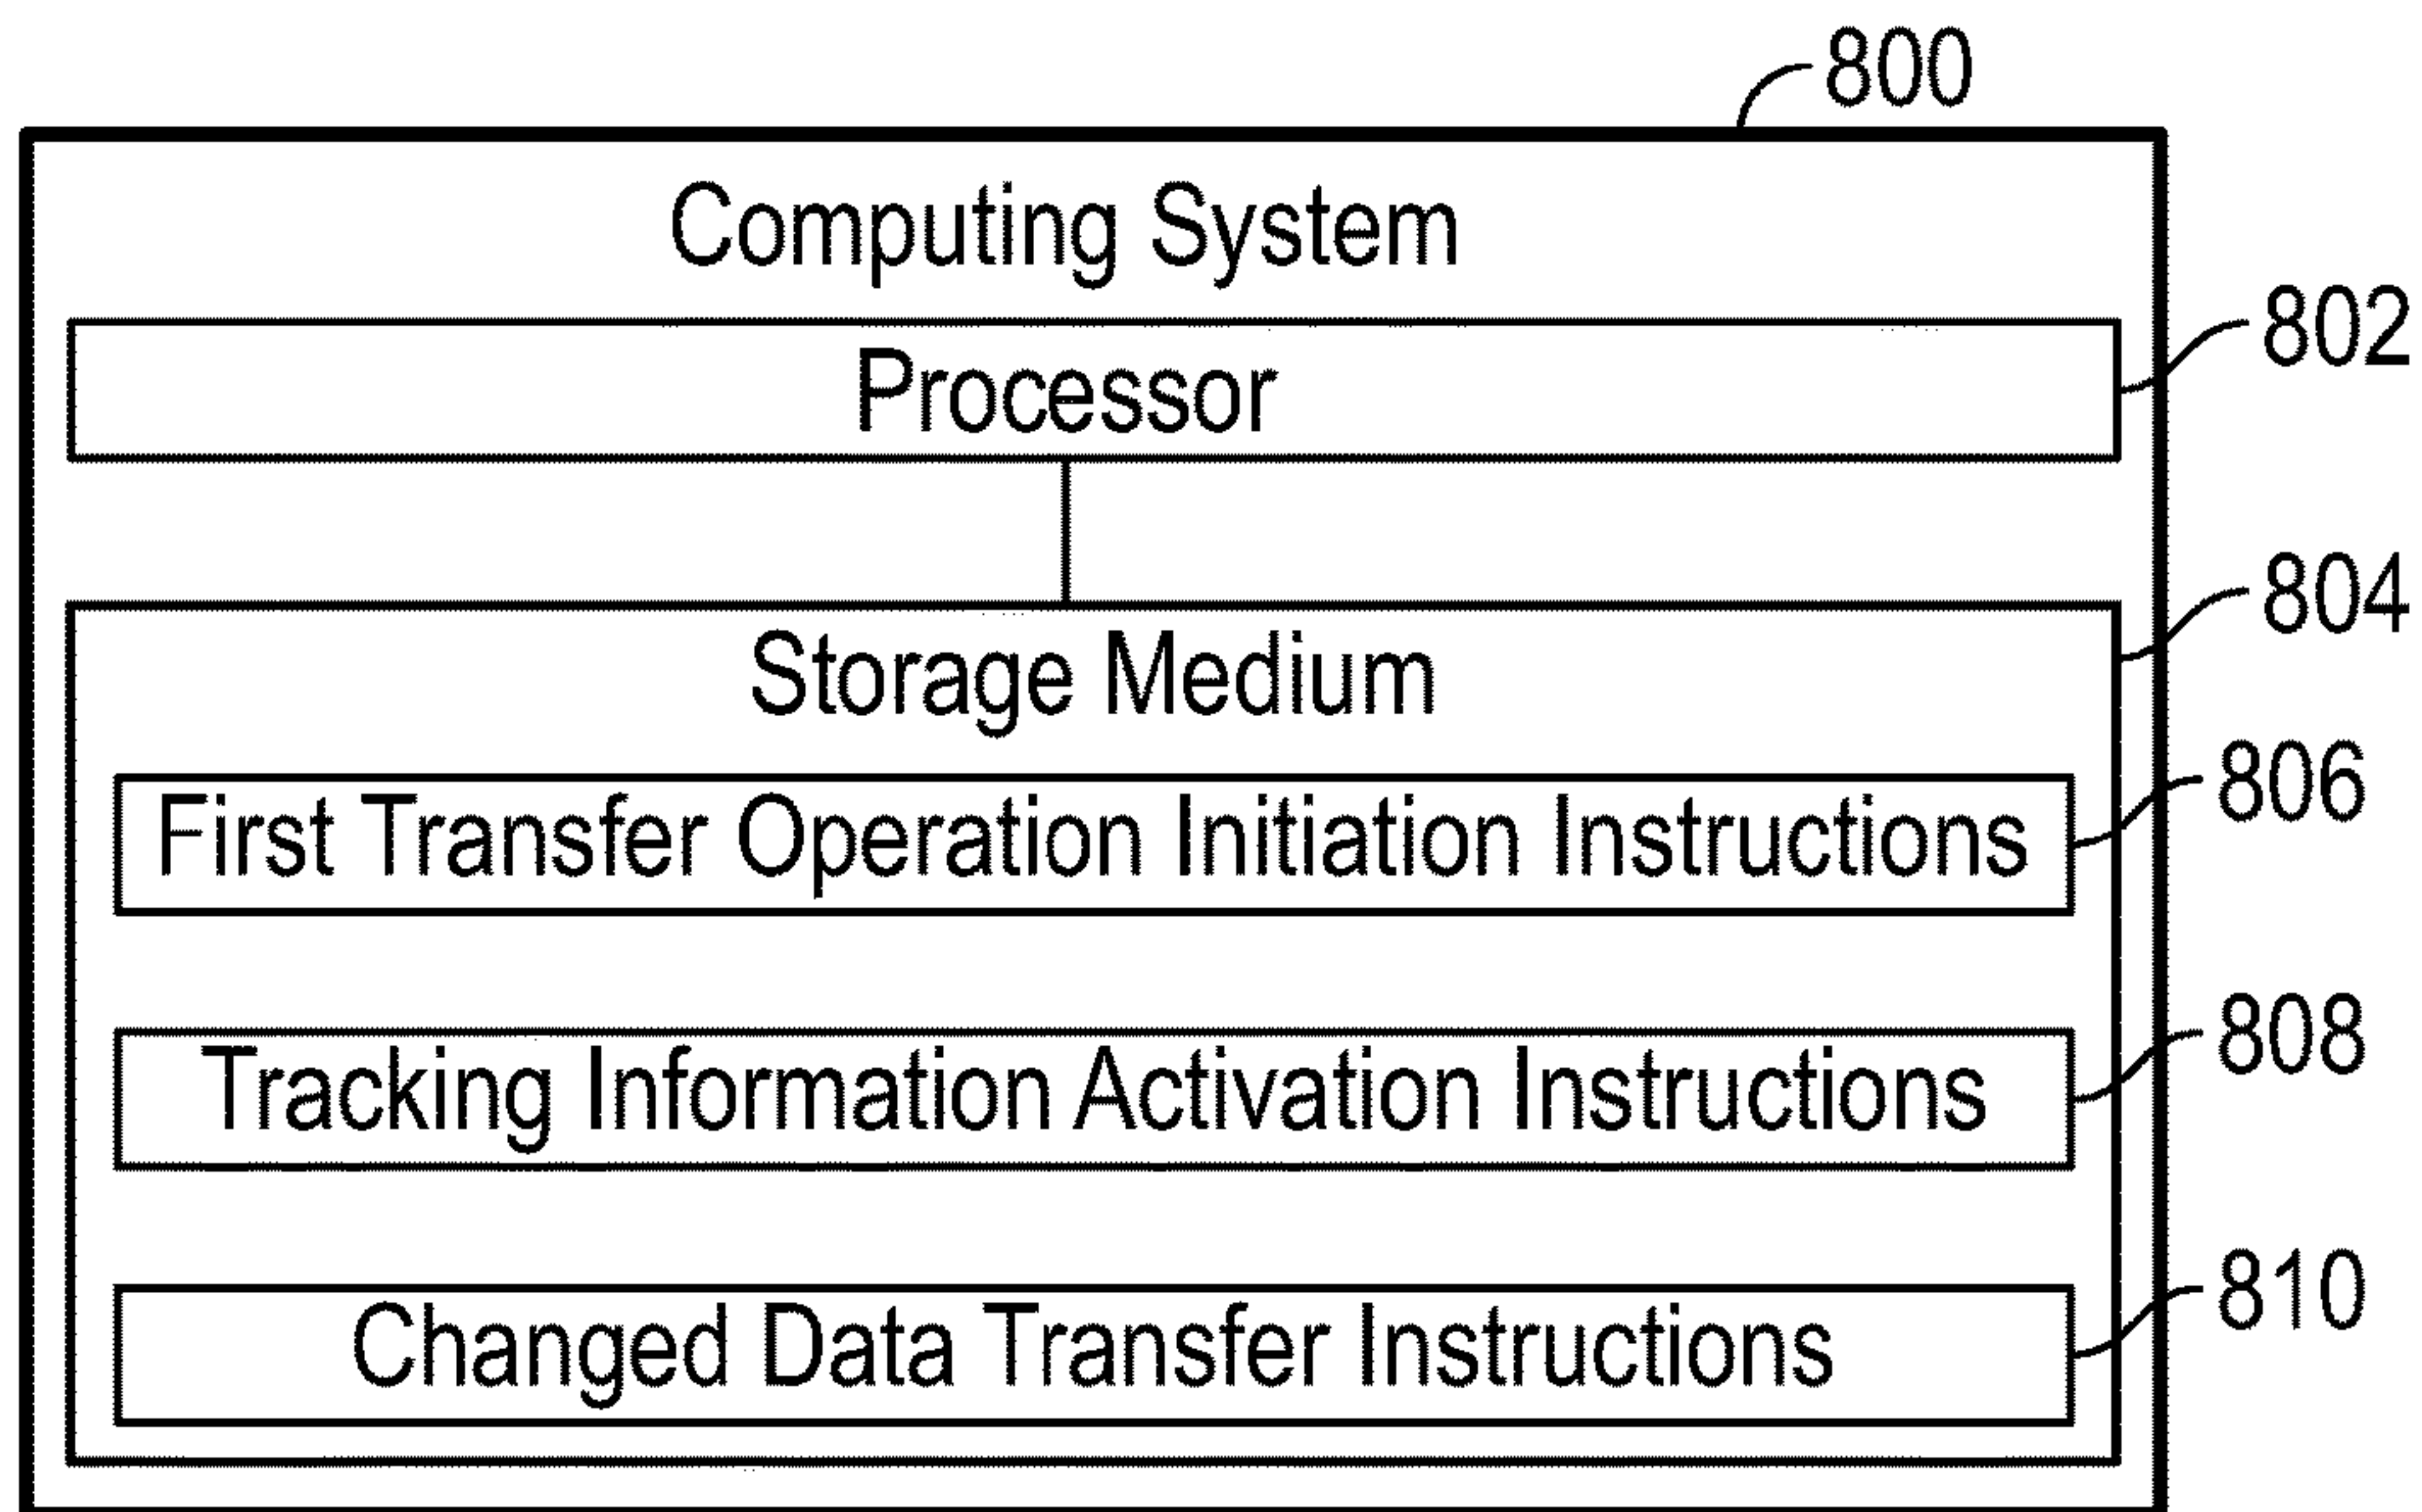 800
Computing System
Processor
802
Storage Medium
804
First Transfer Operation Initiation Instructions
806
Tracking Information Activation Instructions
808
Changed Data Transfer Instructions
810